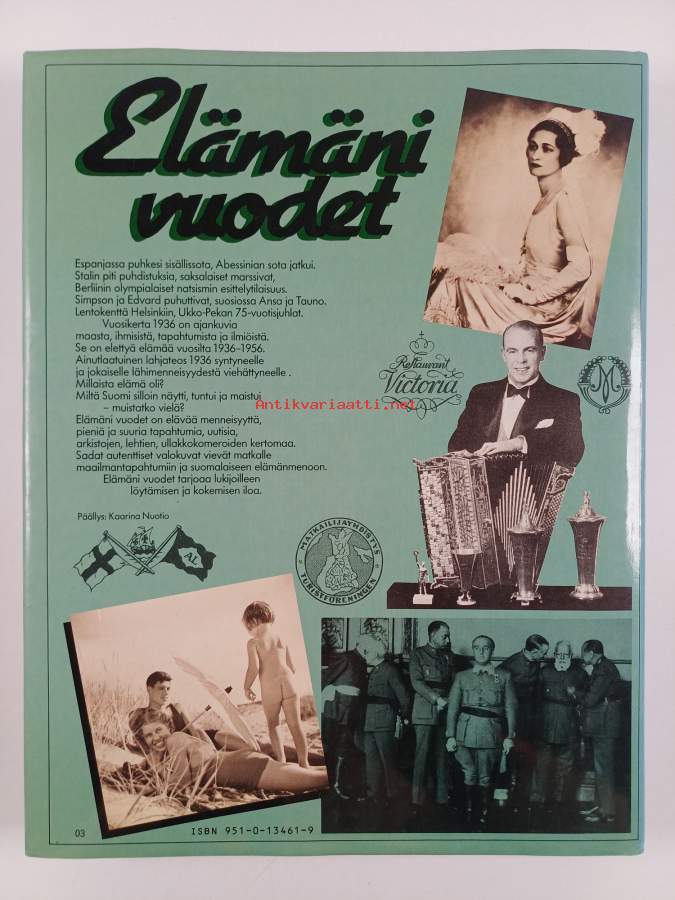 Elämäni
vuodet
Espanjassa puhkesi sisällissota, Abessinian sota jatkui.
Stalin piti puhdistuksia, saksalaiset marssivat,
Berliinin olympialaiset natsismin esittelytilaisuus.
Simpson ja Edvard puhuttivat, suosiossa Ansa ja Tauno.
Lentokenttä Helsinkiin, Ukko-Pekan 75-vuotisjuhlat.
Vuosikerta 1936 on ajankuvia
maasta, ihmisistä, tapahtumista ja ilmiöistä.
Se on elettyä elämää vuosilta 1936–1956.
Ainutlaatuinen lahjateos 1936 syntyneelle
ja jokaiselle lähimenneisyydestä viehättyneelle.
Millaista elämä oli?
Miltä Suomi silloin näytti, tuntui ja maistui
– muistatko vielä?
Elämäni vuodet on elävää menneisyyttä,
pieniä ja suuria tapahtumia, uutisia,
arkistojen, lehtien, ullakkokomeroiden kertomaa.
Sadat autenttiset valokuvat vievät matkalle
maailmantapahtumiin ja suomalaiseen elämänmenoon.
Elämäni vuodet tarjoaa lukijoilleen
löytämisen ja kokemisen iloa.
Päällys: Kaarina Nuotio
Restaurant
Victoria
M
Antikvariaatti.net
ÅL
MATKAILIJAYHDISTYS
TURISTFÖRENINGEN
03
ISBN 951-0-13461-9